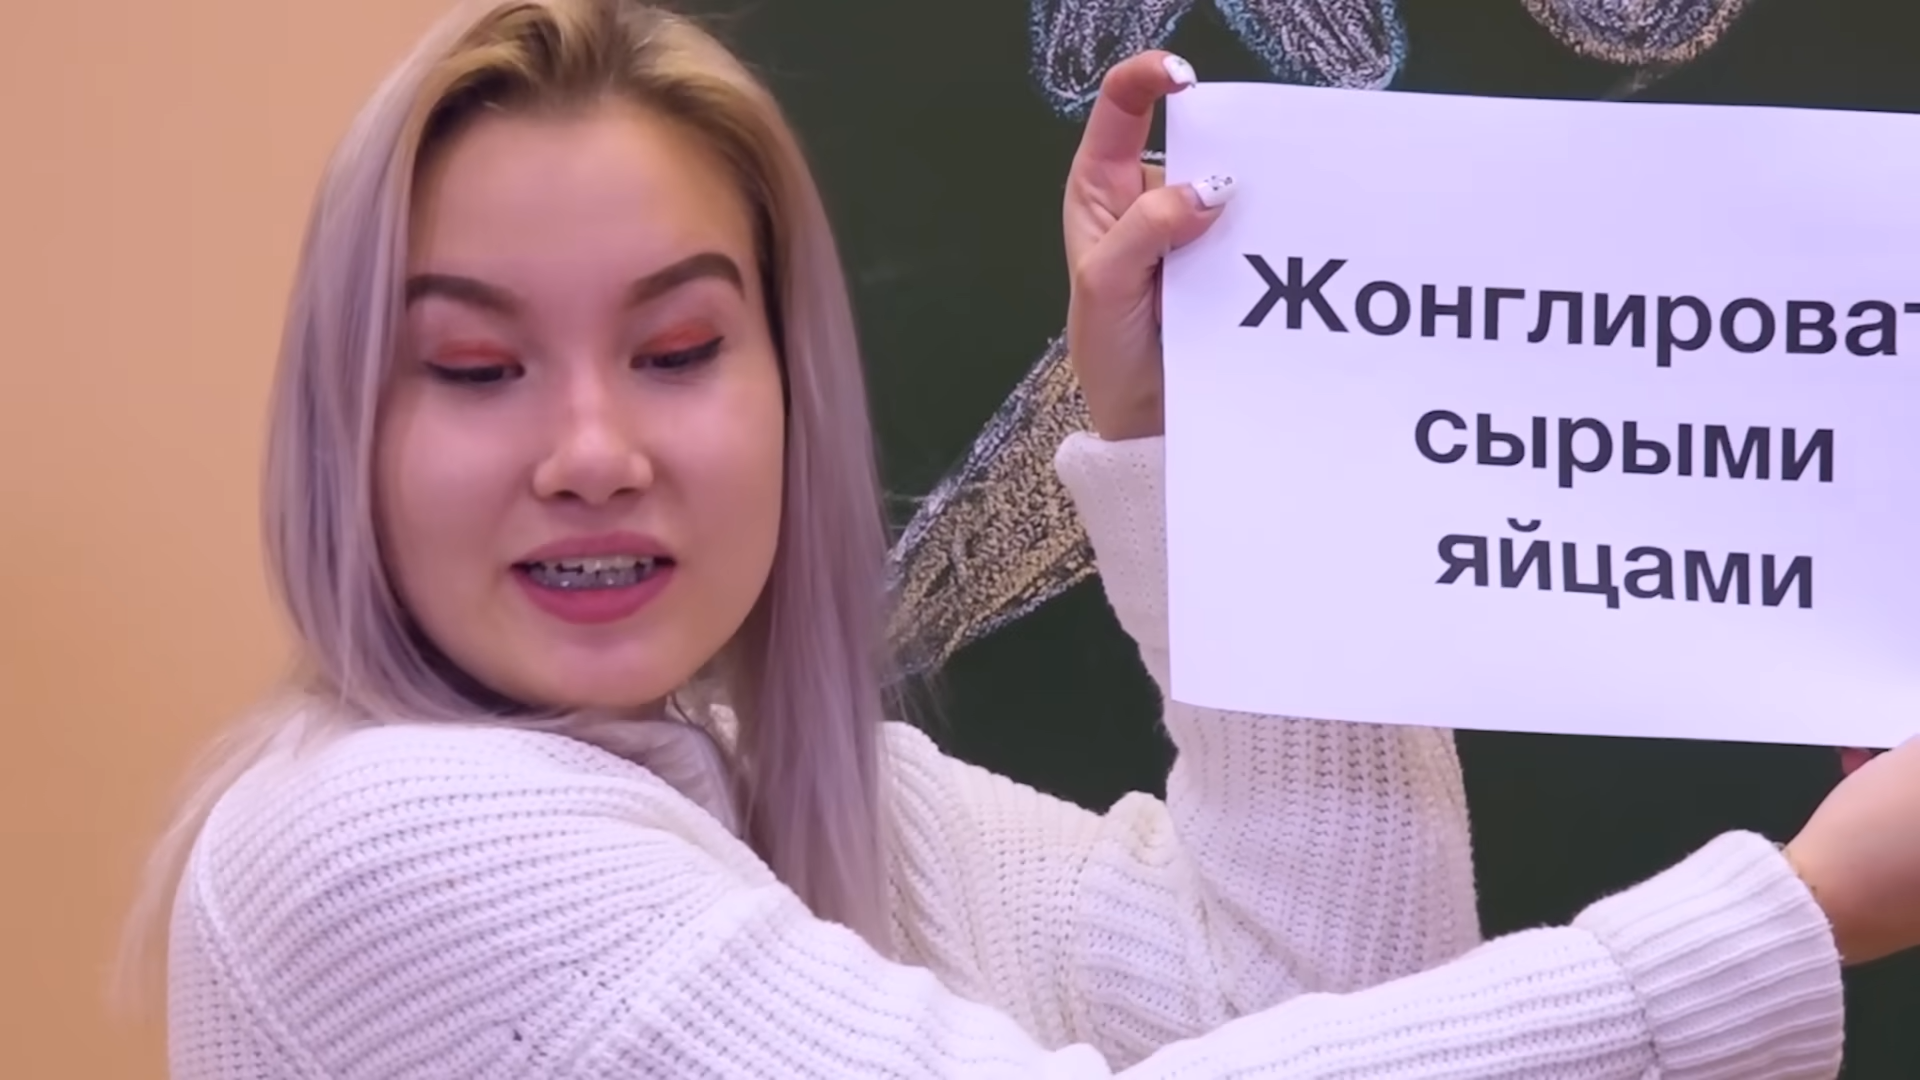 Жонглироват
сырыми
яйцами